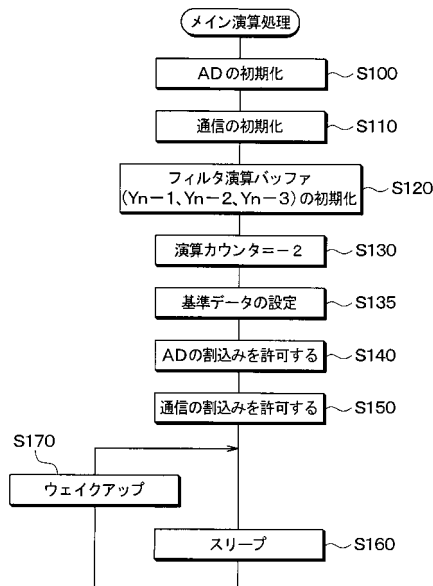 メイン演算処理
ADの初期化
S100
通信の初期化
S110
フィルタ演算バッファ
(Yn-1、Yn-2、Yn-3)の初期化
S120
演算カウンタ=-2
S130
基準データの設定
S135
ADの割込みを許可する
S140
通信の割込みを許可する
S150
S170
ウェイクアップ
スリープ
S160